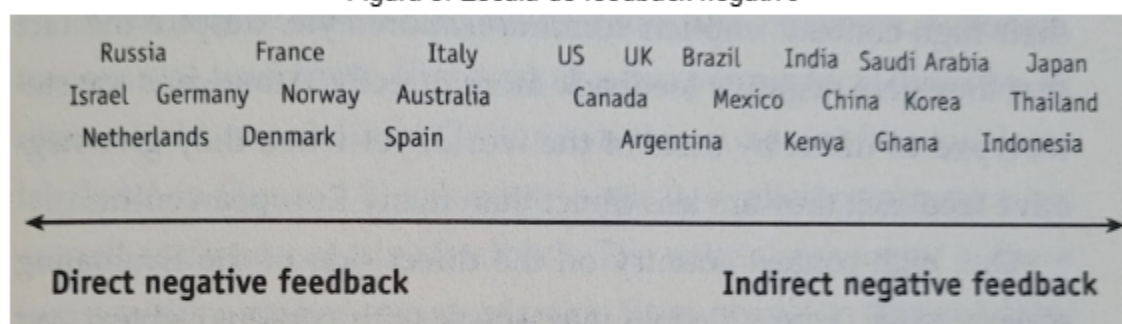 Russia France Italy US UK Brazil India Saudi Arabia Japan
Israel Germany Norway Australia Canada Mexico China Korea Thailand
Netherlands Denmark Spain Argentina Kenya Ghana Indonesia
Direct negative feedback Indirect negative feedback